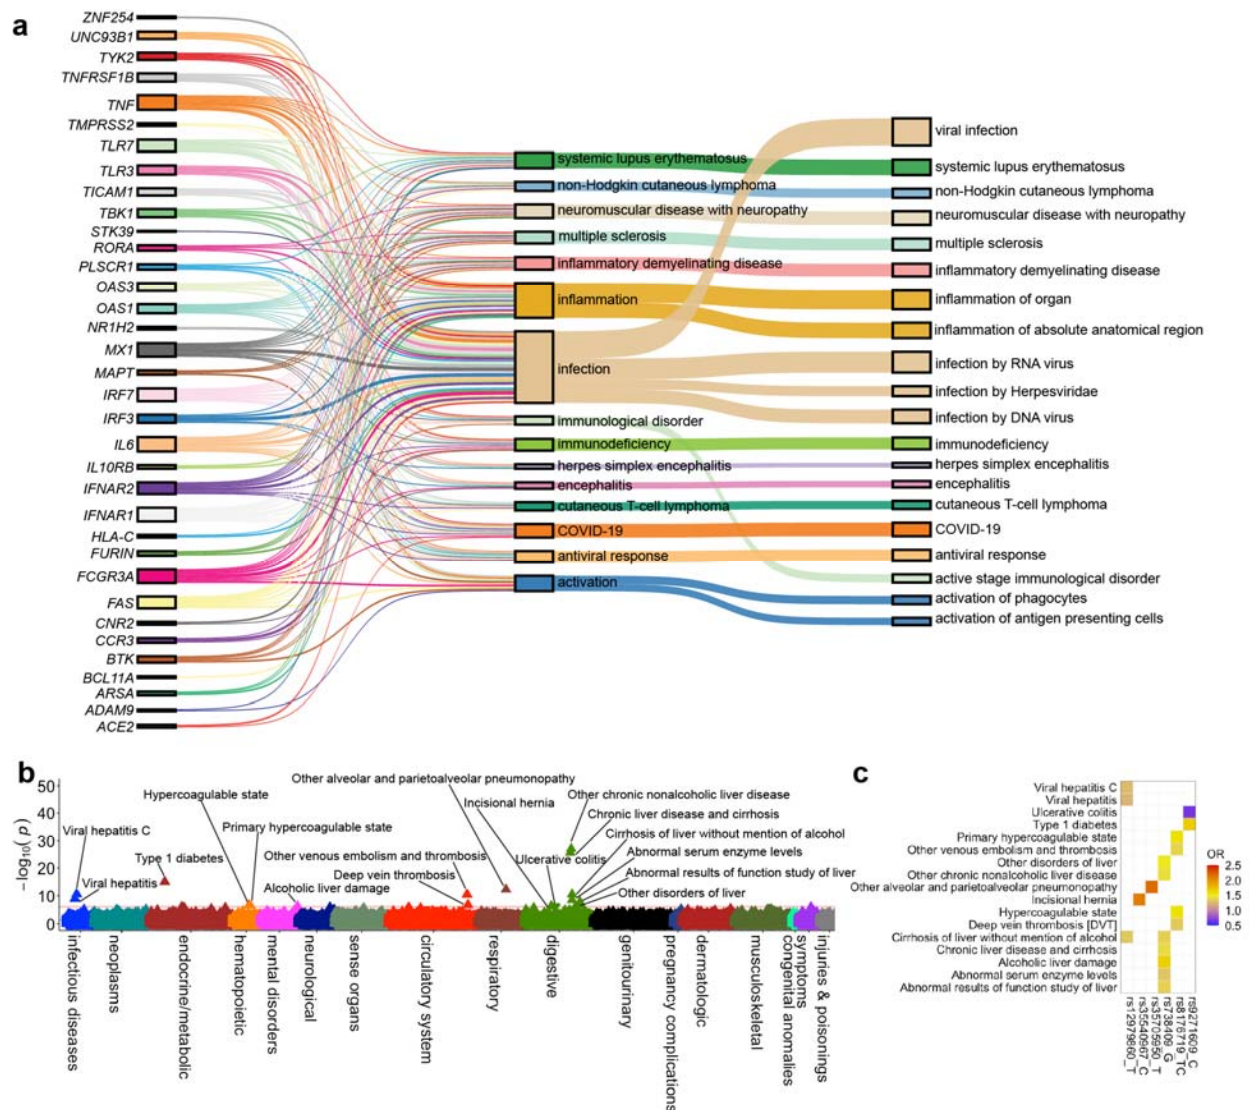 a
ZNF254
UNC93B1
TYK2
TNFRSF1B
TNF
TMPRSS2
TLR7
TLR3
TICAM1
TBK1
STK39
RORA
PLSCR1
OAS3
OAS1
NR1H2
MX1
MAPT
IRF7
IRF3
IL6
IL10RB
IFNAR2
IFNAR1
HLA-C
FURIN
FCGR3A
FAS
CNR2
CCR3
BTK
BCL11A
ARSA
ADAM9
ACE2
systemic lupus erythematosus
non-Hodgkin cutaneous lymphoma
neuromuscular disease with neuropathy
multiple sclerosis
inflammatory demyelinating disease
inflammation
infection
immunological disorder
immunodeficiency
herpes simplex encephalitis
encephalitis
cutaneous T-cell lymphoma
COVID-19
antiviral response
activation
viral infection
systemic lupus erythematosus
non-Hodgkin cutaneous lymphoma
neuromuscular disease with neuropathy
multiple sclerosis
inflammatory demyelinating disease
inflammation of organ
inflammation of absolute anatomical region
infection by RNA virus
infection by Herpesviridae
infection by DNA virus
immunodeficiency
herpes simplex encephalitis
encephalitis
cutaneous T-cell lymphoma
COVID-19
antiviral response
active stage immunological disorder
activation of phagocytes
activation of antigen presenting cells
b
−log10(p)
50
40
30
20
10
0
Other alveolar and parietoalveolar pneumonopathy
Hypercoagulable state
Incisional hernia
Other chronic nonalcoholic liver disease
Chronic liver disease and cirrhosis
Viral hepatitis C
Primary hypercoagulable state
Cirrhosis of liver without mention of alcohol
Type 1 diabetes
Other venous embolism and thrombosis
Ulcerative colitis
Abnormal serum enzyme levels
Deep vein thrombosis
Abnormal results of function study of liver
Viral hepatitis
Alcoholic liver damage
Other disorders of liver
infectious diseases
neoplasms
endocrine/metabolic
hematopoietic
mental disorders
neurological
sense organs
circulatory system
respiratory
digestive
genitourinary
pregnancy complications
dermatologic
musculoskeletal
congenital anomalies
symptoms
injuries & poisonings
c
Viral hepatitis C
Viral hepatitis
Ulcerative colitis
Type 1 diabetes
Primary hypercoagulable state
Other venous embolism and thrombosis
Other disorders of liver
Other chronic nonalcoholic liver disease
Other alveolar and parietoalveolar pneumonopathy
Incisional hernia
Hypercoagulable state
Deep vein thrombosis [DVT]
Cirrhosis of liver without mention of alcohol
Chronic liver disease and cirrhosis
Alcoholic liver damage
Abnormal serum enzyme levels
Abnormal results of function study of liver
rs12979860_T
rs35540967_C
rs35705950_T
rs738409_G
rs8176719_TC
rs9271609_C
OR
2.5
2.0
1.5
1.0
0.5